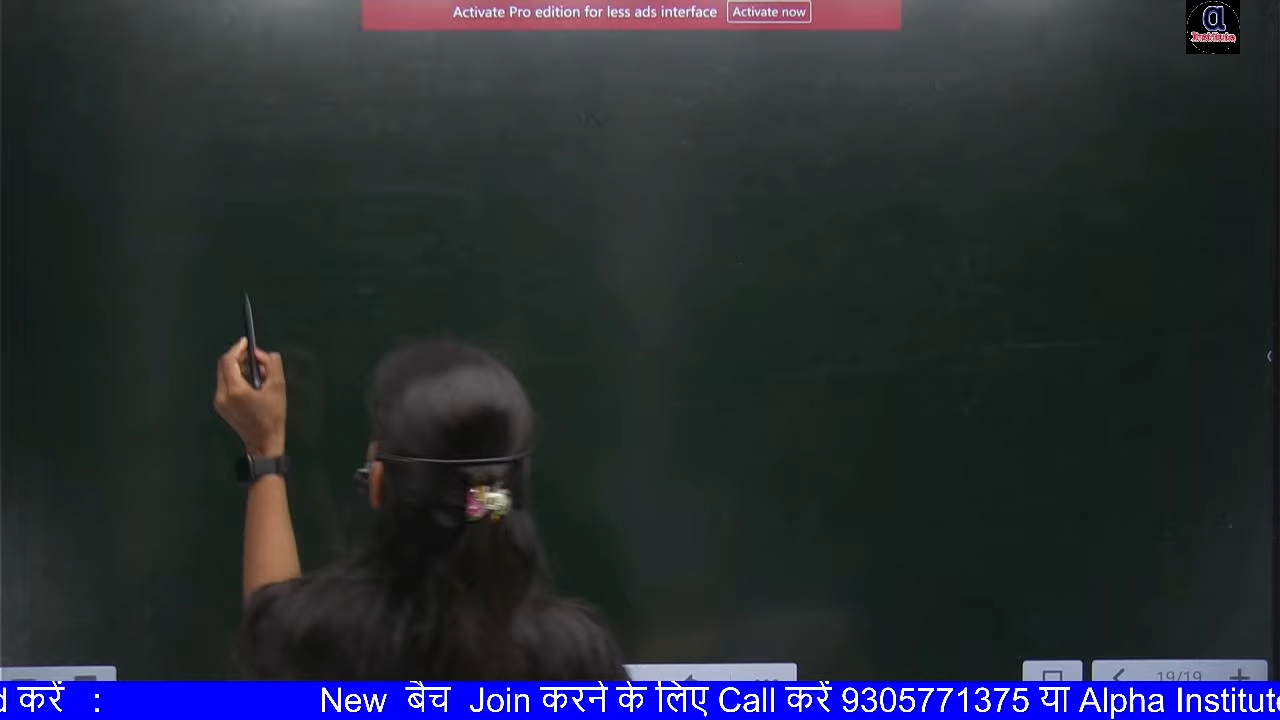 Activate Pro edition for less ads interface Activate now
a
Institute
19/19
करें : New बैच Join करने के लिए Call करें 9305771375 या Alpha Institut